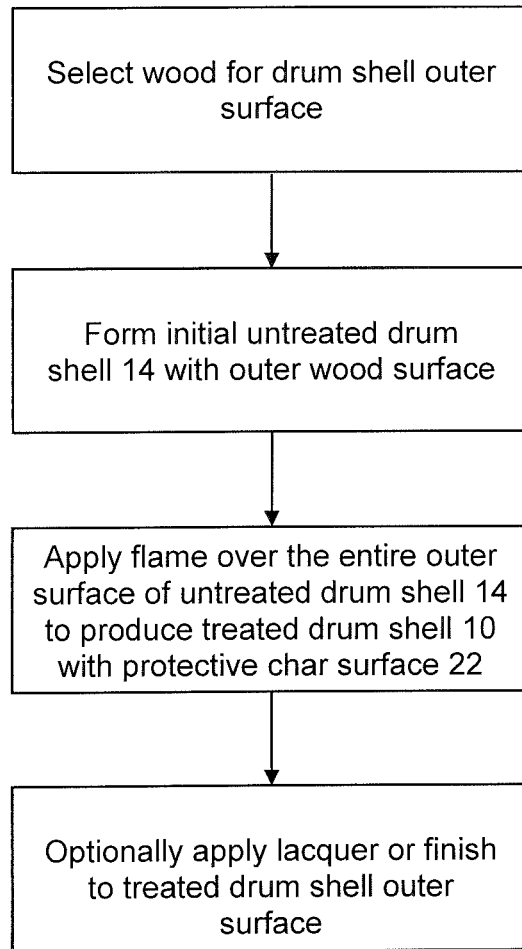 Select wood for drum shell outer
surface
Form initial untreated drum
shell 14 with outer wood surface
Apply flame over the entire outer
surface of untreated drum shell 14
to produce treated drum shell 10
with protective char surface 22
Optionally apply lacquer or finish
to treated drum shell outer
surface